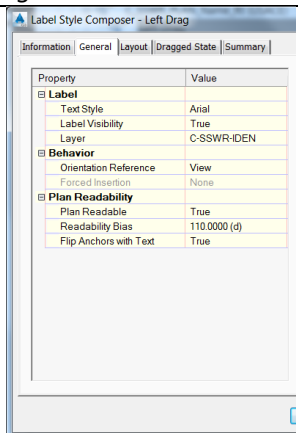 Label Style Composer - Left Drag
Information General Layout Dragged State Summary
Property Value
Label
Text Style Arial
Label Visibility True
Layer C-SSWR-IDEN
Behavior
Orientation Reference View
Forced Insertion None
Plan Readability
Plan Readable True
Readability Bias 110.0000 (d)
Flip Anchors with Text True